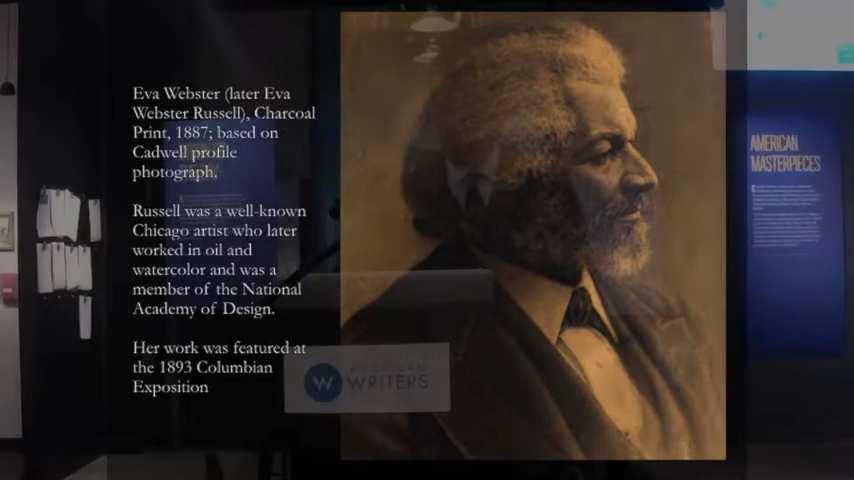 Eva Webster (later Eva
Webster Russell), Charcoal
Print, 1887; based on
Cadwell profile
photograph.
Russell was a well-known
Chicago artist who later
worked in oil and
watercolor and was a
member of the National
Academy of Design.
Her work was featured at
the 1893 Columbian
Exposition
W
WRITERS
AMERICAN
MASTERPIECES